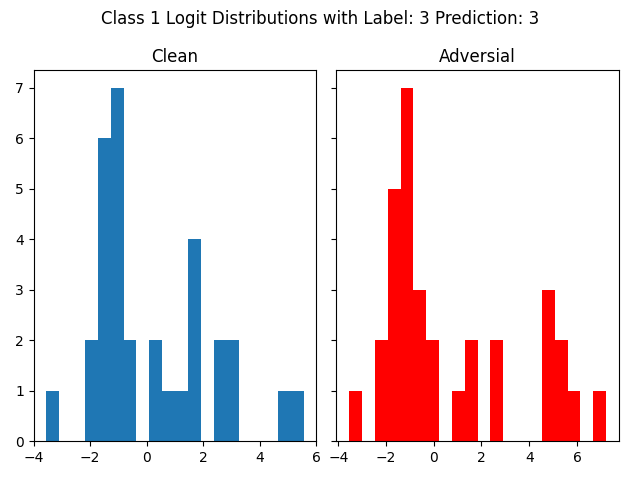 Class 1 Logit Distributions with Label: 3 Prediction: 3
Clean
Adversial
7
6
5
4
3
2
1
0
−4 −2 0 2 4 6
−4 −2 0 2 4 6